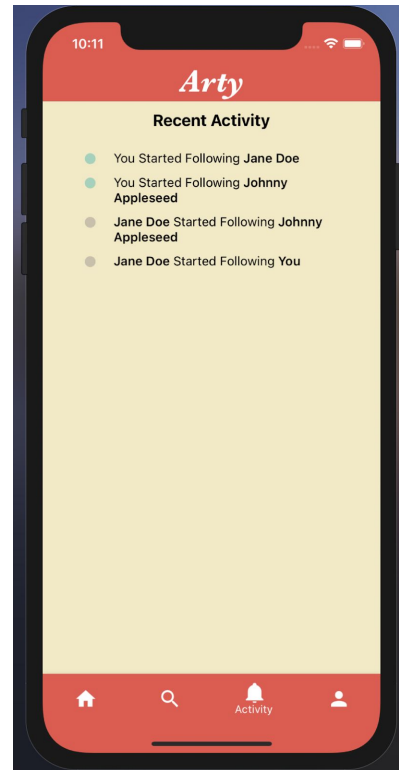 10:11
Arty
Recent Activity
You Started Following Jane Doe
You Started Following Johnny
Appleseed
Jane Doe Started Following Johnny
Appleseed
Jane Doe Started Following You
Activity